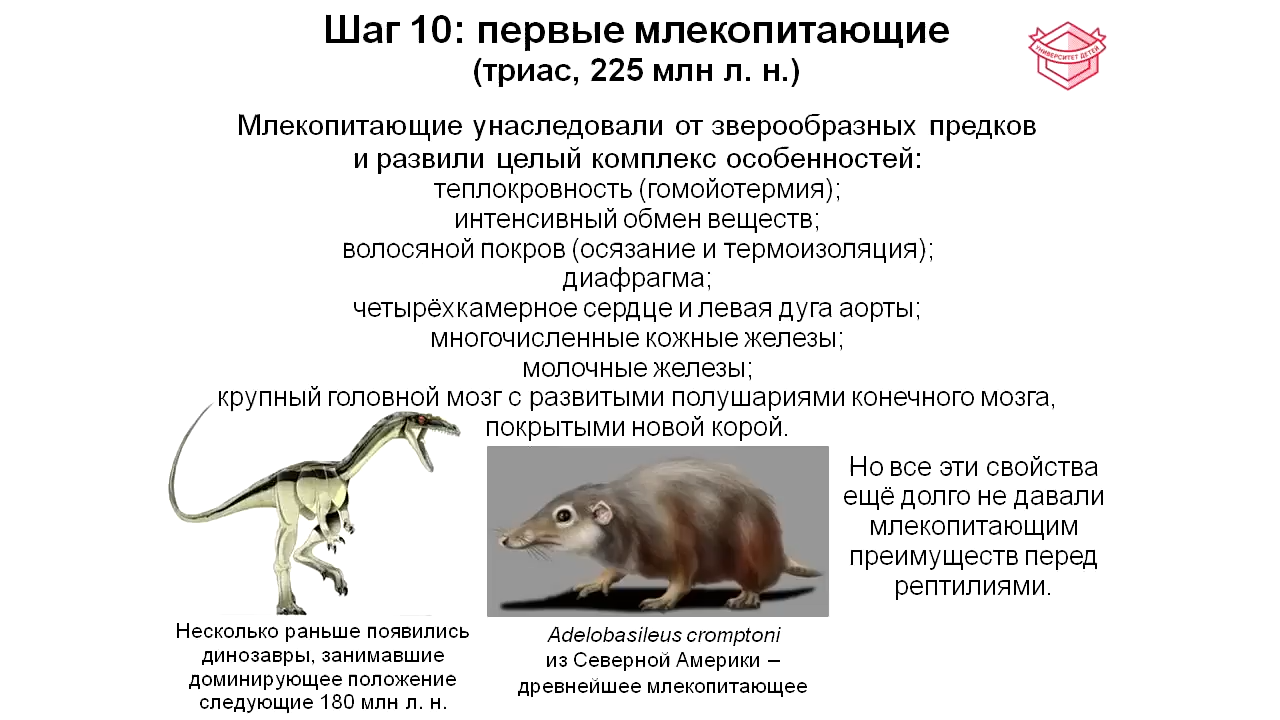 Шаг 10: первые млекопитающие
(триас, 225 млн л. н.)
УНИВЕРСИТЕТ ДЕТЕЙ
Млекопитающие унаследовали от зверообразных предков
и развили целый комплекс особенностей:
теплокровность (гомойотермия);
интенсивный обмен веществ;
волосяной покров (осязание и термоизоляция);
диафрагма;
четырёхкамерное сердце и левая дуга аорты;
многочисленные кожные железы;
молочные железы;
крупный головной мозг с развитыми полушариями конечного мозга,
покрытыми новой корой.
Но все эти свойства
ещё долго не давали
млекопитающим
преимуществ перед
рептилиями.
Несколько раньше появились
динозавры, занимавшие
доминирующее положение
следующие 180 млн л. н.
Adelobasileus cromptoni
из Северной Америки –
древнейшее млекопитающее